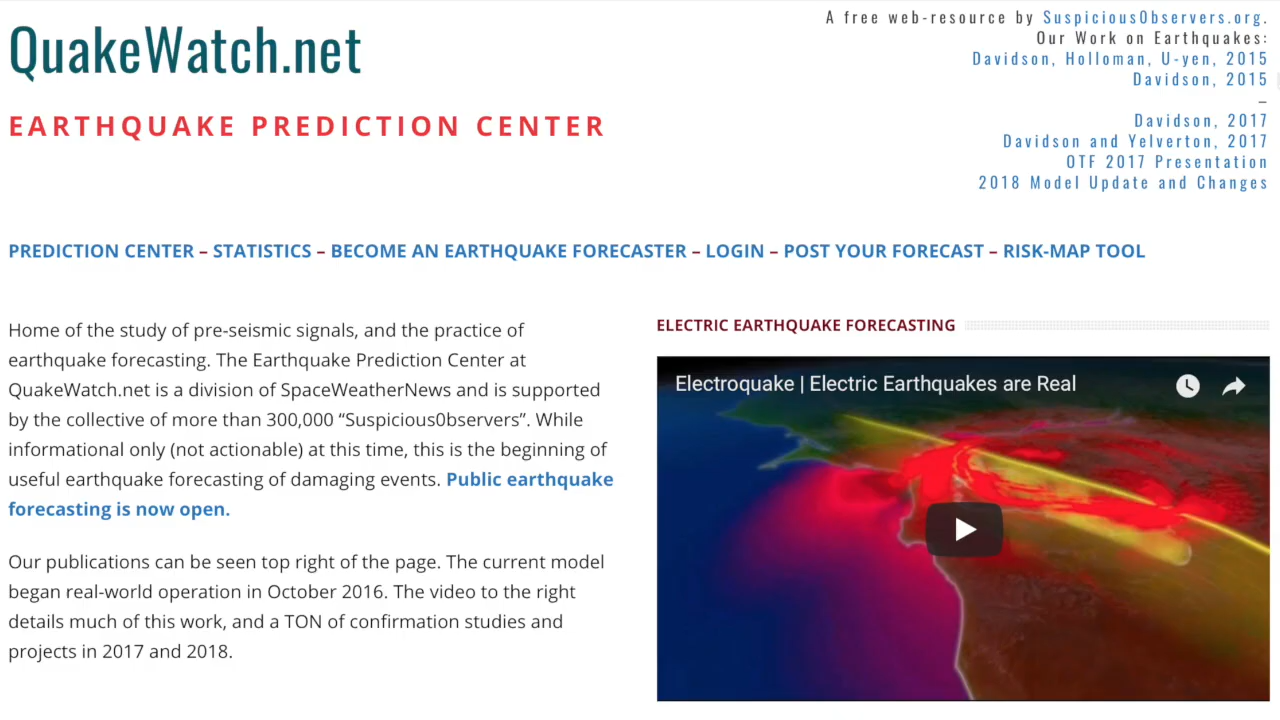 QuakeWatch.net
EARTHQUAKE PREDICTION CENTER
A free web-resource by Suspicious0bservers.org.
Our Work on Earthquakes:
Davidson, Holloman, U-yen, 2015
Davidson, 2015
–
Davidson, 2017
Davidson and Yelverton, 2017
OTF 2017 Presentation
2018 Model Update and Changes
PREDICTION CENTER – STATISTICS – BECOME AN EARTHQUAKE FORECASTER – LOGIN – POST YOUR FORECAST – RISK-MAP TOOL
Home of the study of pre-seismic signals, and the practice of
earthquake forecasting. The Earthquake Prediction Center at
QuakeWatch.net is a division of SpaceWeatherNews and is supported
by the collective of more than 300,000 “Suspicious0bservers”. While
informational only (not actionable) at this time, this is the beginning of
useful earthquake forecasting of damaging events. Public earthquake
forecasting is now open.
Our publications can be seen top right of the page. The current model
began real-world operation in October 2016. The video to the right
details much of this work, and a TON of confirmation studies and
projects in 2017 and 2018.
ELECTRIC EARTHQUAKE FORECASTING
Electroquake | Electric Earthquakes are Real